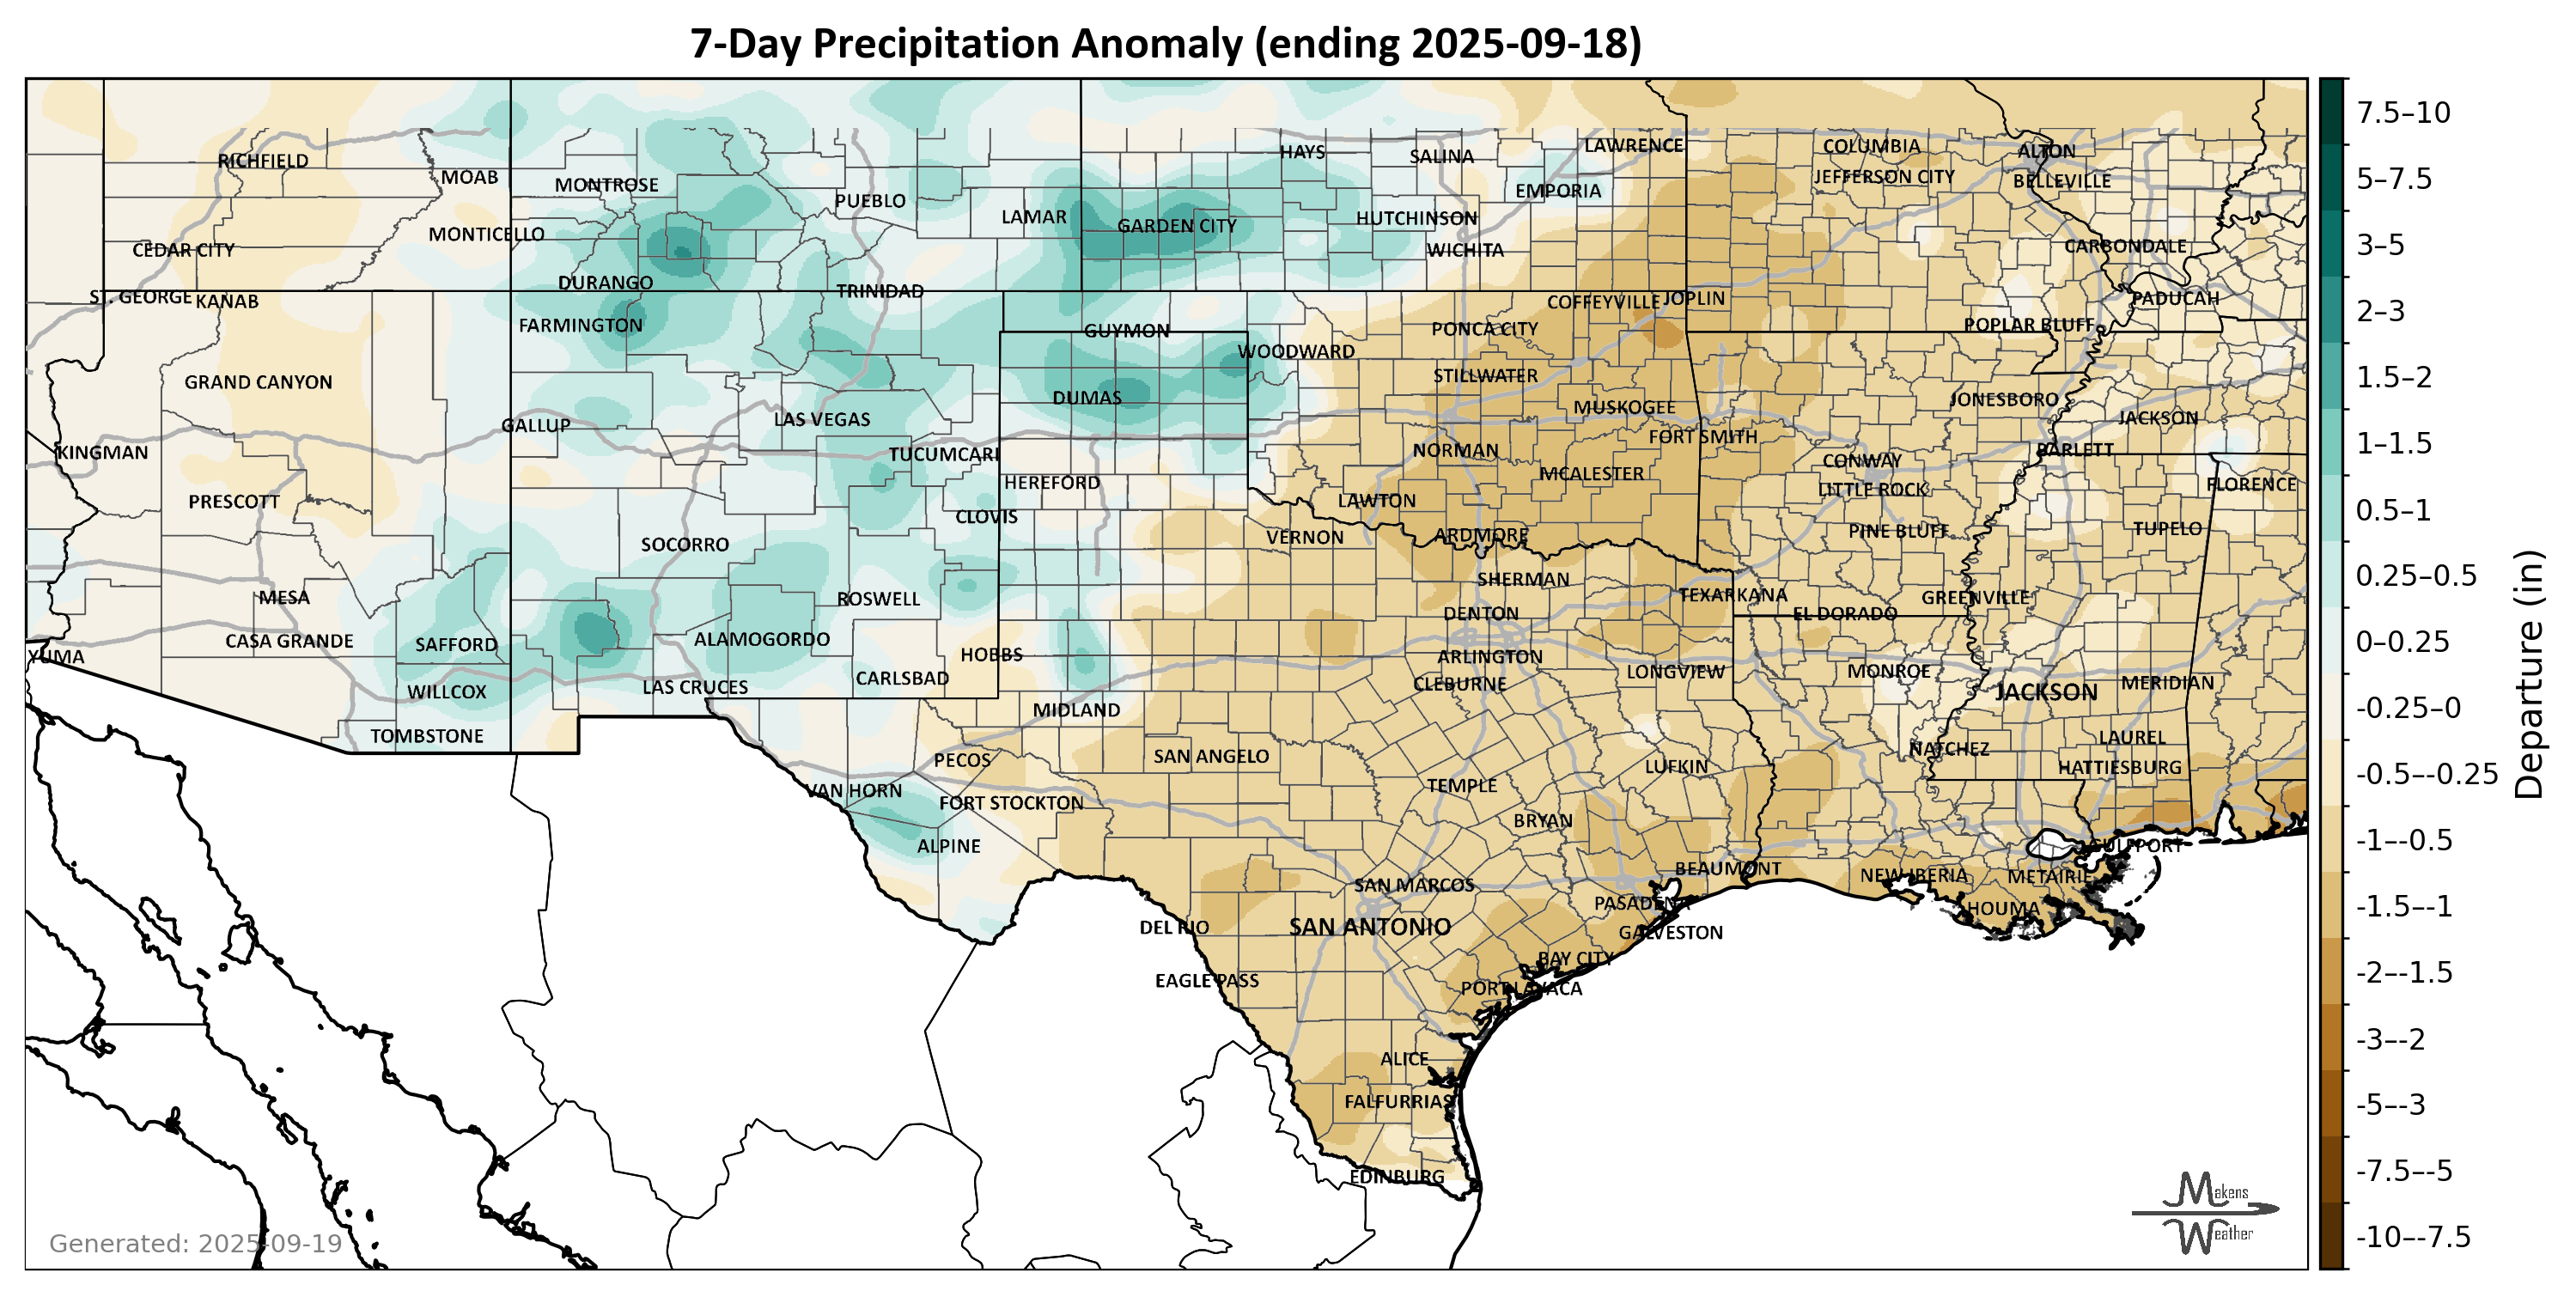 7-Day Precipitation Anomaly (ending 2025-09-18)
RICHFIELD
MOAB
MONTROSE
PUEBLO
LAMAR
HAYS
SALINA
LAWRENCE
EMPORIA
COLUMBIA
JEFFERSON CITY
ALTON
BELLEVILLE
CEDAR CITY
MONTICELLO
GARDEN CITY
HUTCHINSON
WICHITA
CARBONDALE
DURANGO
TRINIDAD
ST. GEORGE
KANAB
COFFEYVILLE
JOPLIN
PADUCAH
FARMINGTON
GUYMON
PONCA CITY
POPLAR BLUFF
WOODWARD
GRAND CANYON
STILLWATER
DUMAS
MUSKOGEE
JONESBORO
JACKSON
GALLUP
LAS VEGAS
FORT SMITH
KINGMAN
TUCUMCARI
NORMAN
BARLETT
CONWAY
HEREFORD
MCALESTER
LITTLE ROCK
FLORENCE
PRESCOTT
LAWTON
CLOVIS
PINE BLUFF
TUPELO
SOCORRO
VERNON
ARDMORE
SHERMAN
MESA
ROSWELL
TEXARKANA
GREENVILLE
DENTON
EL DORADO
CASA GRANDE
SAFFORD
ALAMOGORDO
YUMA
HOBBS
ARLINGTON
LONGVIEW
MONROE
WILLCOX
LAS CRUCES
CARLSBAD
CLEBURNE
JACKSON
MERIDIAN
MIDLAND
TOMBSTONE
LAUREL
NATCHEZ
PECOS
SAN ANGELO
LUFKIN
HATTIESBURG
VAN HORN
FORT STOCKTON
TEMPLE
BRYAN
ALPINE
GULFPORT
BEAUMONT
NEW IBERIA
METAIRIE
SAN MARCOS
PASADENA
HOUMA
DEL RIO
SAN ANTONIO
GALVESTON
BAY CITY
EAGLE PASS
PORT LAVACA
ALICE
FALFURRIAS
EDINBURG
Generated: 2025-09-19
Makens
Weather
7.5–10
5–7.5
3–5
2–3
1.5–2
1–1.5
0.5–1
0.25–0.5
0–0.25
-0.25–0
-0.5–-0.25
-1–-0.5
-1.5–-1
-2–-1.5
-3–-2
-5–-3
-7.5–-5
-10–-7.5
Departure (in)